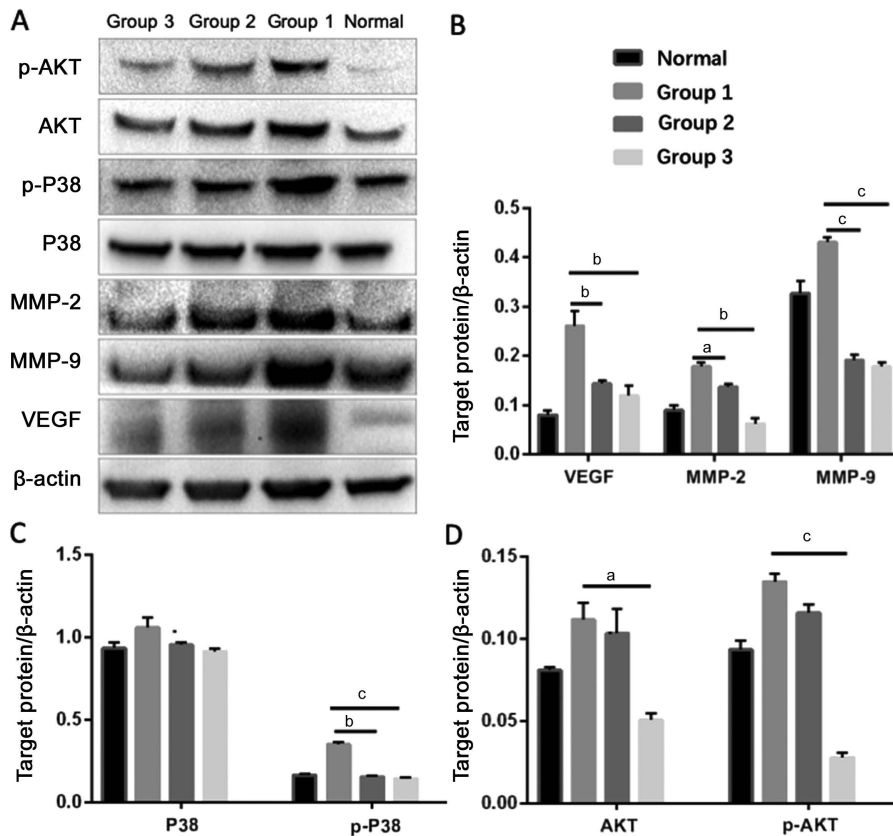 A
Group 3 Group 2 Group 1 Normal
p-AKT
AKT
p-P38
P38
MMP-2
MMP-9
VEGF
β-actin
B
Normal
Group 1
Group 2
Group 3
Target protein/β-actin
0.5
0.4
0.3
0.2
0.1
0.0
b
b
b
a
c
c
VEGF MMP-2 MMP-9
C
Target protein/β-actin
1.5
1.0
0.5
0.0
c
b
P38 p-P38
D
Target protein/β-actin
0.15
0.10
0.05
0.00
a
c
AKT p-AKT